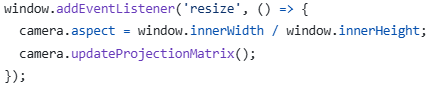 window.addEventListener('resize', () => {
  camera.aspect = window.innerWidth / window.innerHeight;
  camera.updateProjectionMatrix();
});